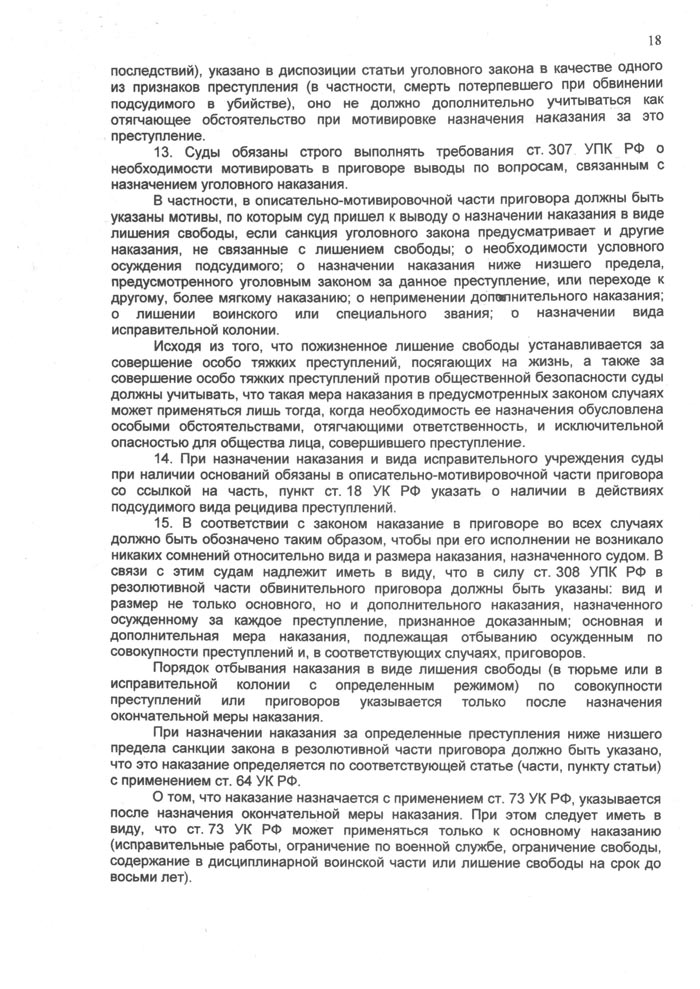 18
последствий), указано в диспозиции статьи уголовного закона в качестве одного
из признаков преступления (в частности, смерть потерпевшего при обвинении
подсудимого в убийстве), оно не должно дополнительно учитываться как
отягчающее обстоятельство при мотивировке назначения наказания за это
преступление.
13. Суды обязаны строго выполнять требования ст. 307 УПК РФ о
необходимости мотивировать в приговоре выводы по вопросам, связанным с
назначением уголовного наказания.
В частности, в описательно-мотивировочной части приговора должны быть
указаны мотивы, по которым суд пришел к выводу о назначении наказания в виде
лишения свободы, если санкция уголовного закона предусматривает и другие
наказания, не связанные с лишением свободы; о необходимости условного
осуждения подсудимого; о назначении наказания ниже низшего предела,
предусмотренного уголовным законом за данное преступление, или переходе к
другому, более мягкому наказанию; о неприменении дополнительного наказания;
о лишении воинского или специального звания; о назначении вида
исправительной колонии.
Исходя из того, что пожизненное лишение свободы устанавливается за
совершение особо тяжких преступлений, посягающих на жизнь, а также за
совершение особо тяжких преступлений против общественной безопасности суды
должны учитывать, что такая мера наказания в предусмотренных законом случаях
может применяться лишь тогда, когда необходимость ее назначения обусловлена
особыми обстоятельствами, отягчающими ответственность, и исключительной
опасностью для общества лица, совершившего преступление.
14. При назначении наказания и вида исправительного учреждения суды
при наличии оснований обязаны в описательно-мотивировочной части приговора
со ссылкой на часть, пункт ст. 18 УК РФ указать о наличии в действиях
подсудимого вида рецидива преступлений.
15. В соответствии с законом наказание в приговоре во всех случаях
должно быть обозначено таким образом, чтобы при его исполнении не возникало
никаких сомнений относительно вида и размера наказания, назначенного судом. В
связи с этим судам надлежит иметь в виду, что в силу ст. 308 УПК РФ в
резолютивной части обвинительного приговора должны быть указаны: вид и
размер не только основного, но и дополнительного наказания, назначенного
осужденному за каждое преступление, признанное доказанным; основная и
дополнительная мера наказания, подлежащая отбыванию осужденным по
совокупности преступлений и, в соответствующих случаях, приговоров.
Порядок отбывания наказания в виде лишения свободы (в тюрьме или в
исправительной колонии с определенным режимом) по совокупности
преступлений или приговоров указывается только после назначения
окончательной меры наказания.
При назначении наказания за определенные преступления ниже низшего
предела санкции закона в резолютивной части приговора должно быть указано,
что это наказание определяется по соответствующей статье (части, пункту статьи)
с применением ст. 64 УК РФ.
О том, что наказание назначается с применением ст. 73 УК РФ, указывается
после назначения окончательной меры наказания. При этом следует иметь в
виду, что ст. 73 УК РФ может применяться только к основному наказанию
(исправительные работы, ограничение по военной службе, ограничение свободы,
содержание в дисциплинарной воинской части или лишение свободы на срок до
восьми лет).